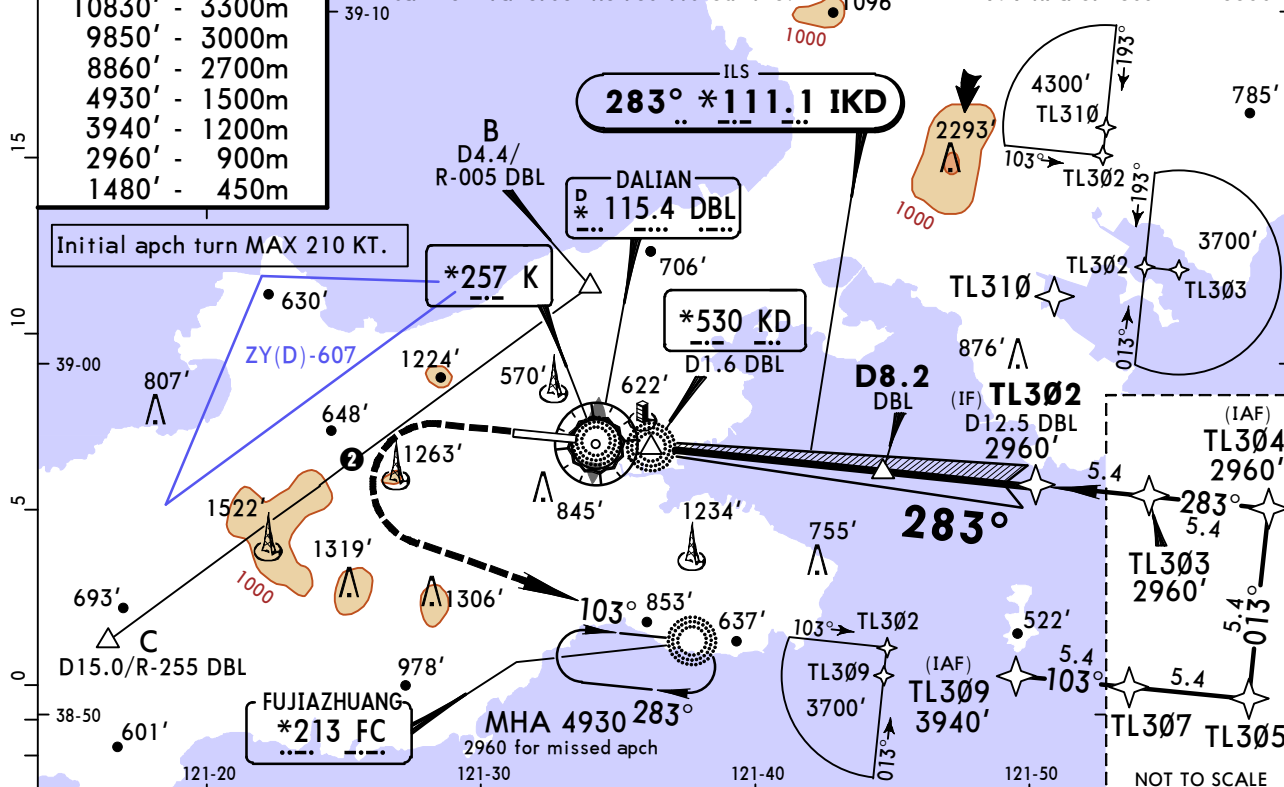 10830' - 3300m
9850' - 3000m
8860' - 2700m
4930' - 1500m
3940' - 1200m
2960' - 900m
1480' - 450m
39-10
1096'
1000
ILS
283° *111.1 IKD
193°
4300'
TL310
103°
TL302
785'
2293'
1000
15
B
D4.4/
R-005 DBL
DALIAN
D
* 115.4 DBL
193°
3700'
TL302
TL303
013°
Initial apch turn MAX 210 KT.
*257 K
706'
630'
TL310
*530 KD
D1.6 DBL
10
39-00
ZY(D)-607
1224'
570'
622'
876'
807'
D8.2
DBL
(IF) TL302
D12.5 DBL
2960'
(IAF)
TL304
2960'
648'
2
1263'
5.4
283°
5.4
5
1522'
845'
1234'
283°
755'
TL303
2960'
1319'
1000
1306'
103°
853'
637'
693'
C
D15.0/R-255 DBL
103°
TL302
TL309
3700'
013°
522'
(IAF)
TL309
3940'
5.4
103°
5.4
5.4
013°
TL307
TL305
0
978'
38-50
FUJIAZHUANG
*213 FC
283°
MHA 4930
2960 for missed apch
601'
121-20
121-30
121-40
121-50
NOT TO SCALE